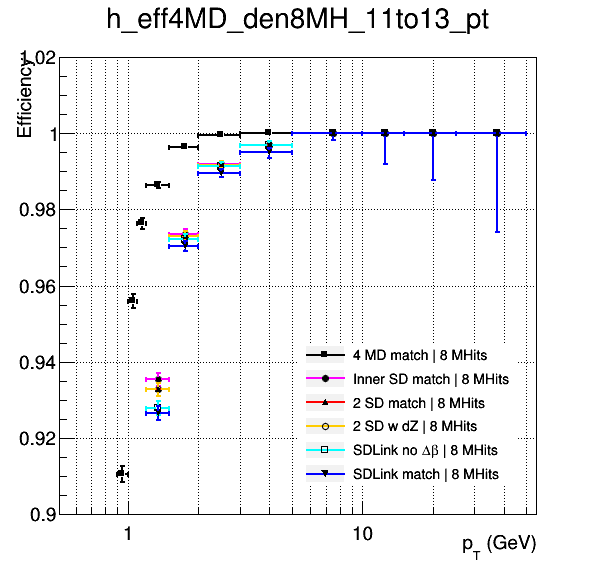 h_eff4MD_den8MH_11to13_pt
Efficiency
1.02
1
0.98
0.96
0.94
0.92
0.9
4 MD match | 8 MHits
Inner SD match | 8 MHits
2 SD match | 8 MHits
2 SD w dZ | 8 MHits
SDLink no Δβ | 8 MHits
SDLink match | 8 MHits
1
10
p_T (GeV)